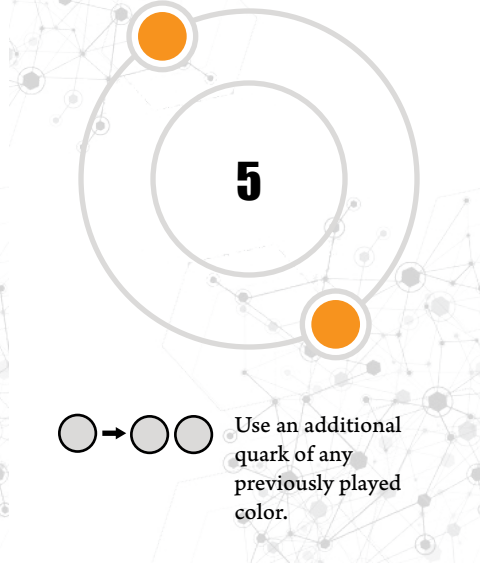 5
Use an additional
quark of any
previously played
color.